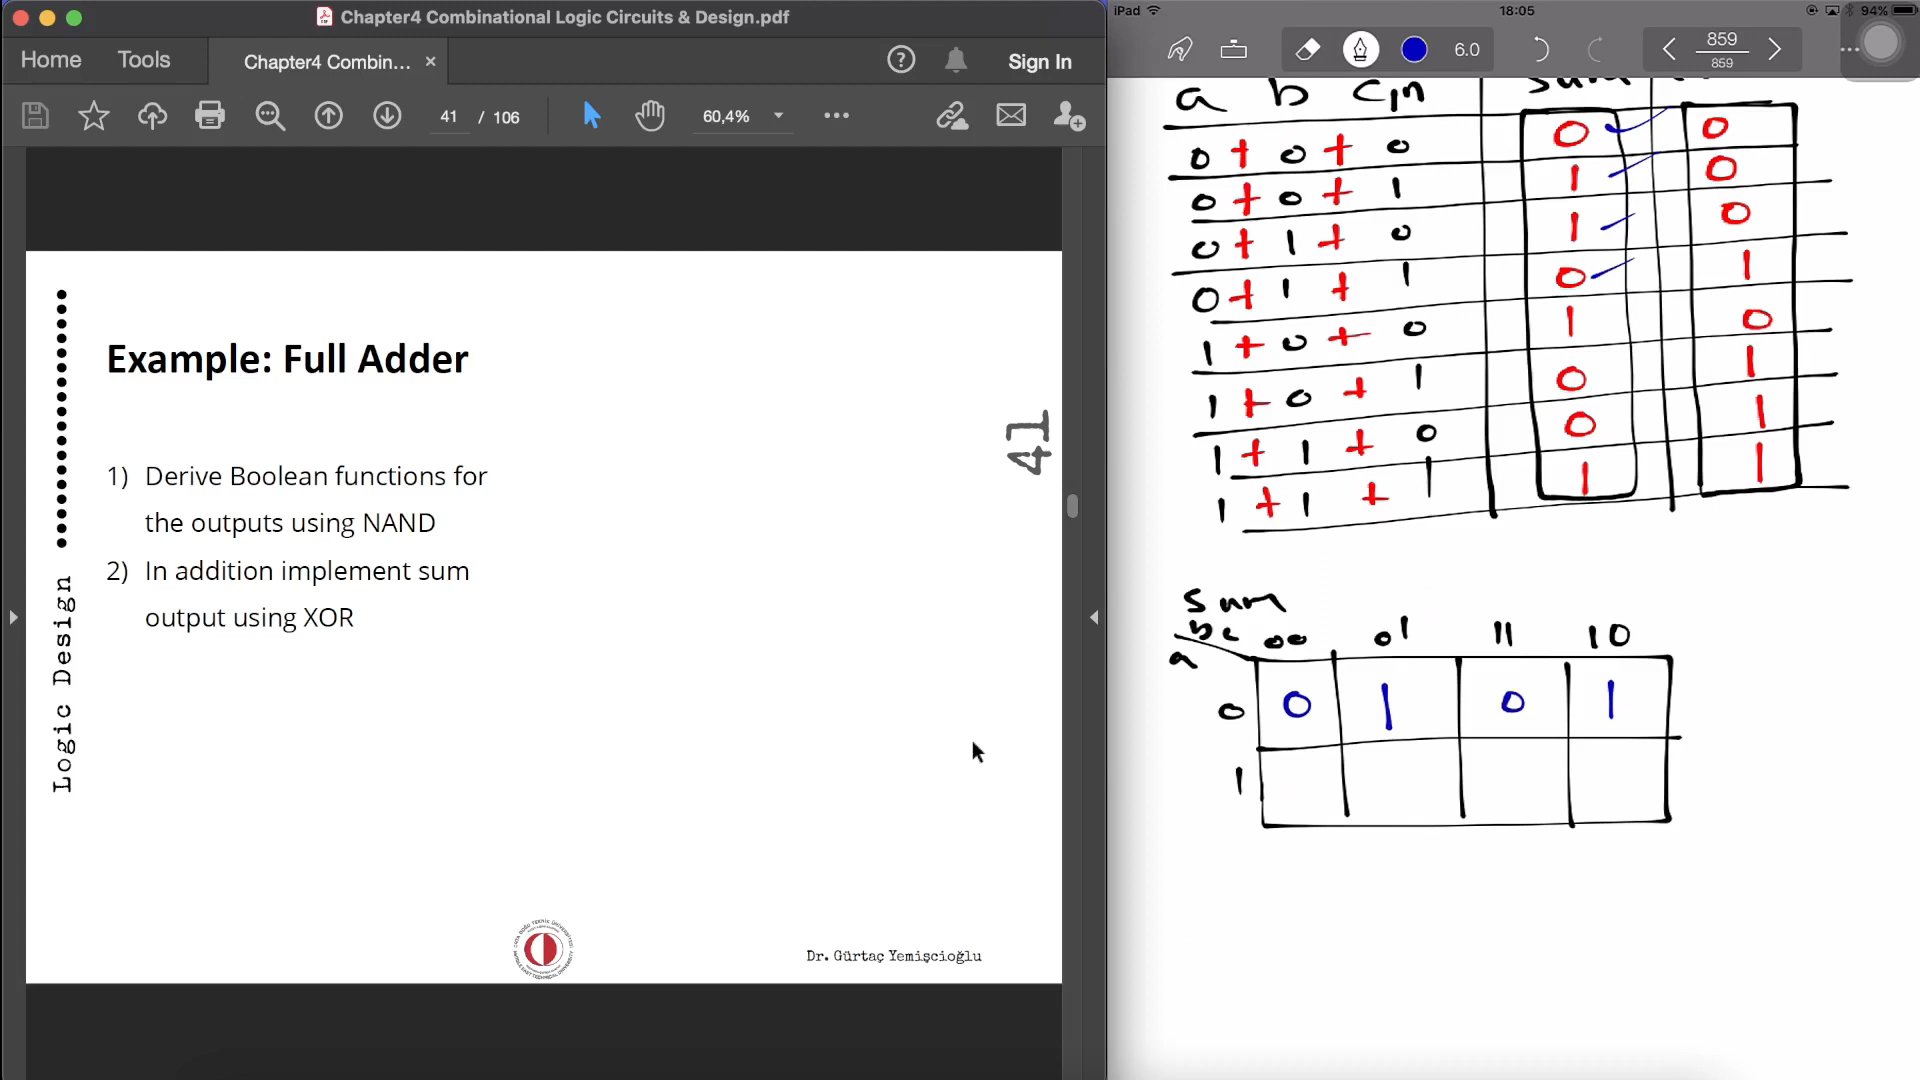 Chapter4 Combinational Logic Circuits & Design.pdf
Home Tools Chapter4 Combin... × ? Sign In
41 / 106 60,4%
Example: Full Adder
41
1) Derive Boolean functions for
the outputs using NAND
2) In addition implement sum
output using XOR
Logic Design
Dr. Gürtaç Yemişcioğlu
iPad 18:05 94%
6.0 859
859
a b Cin Sum
0 + 0 + 0 0 0
0 + 0 + 1 1 0
0 + 1 + 0 1 0
0 + 1 + 1 0 1
1 + 0 + 0 1 0
1 + 0 + 1 0 1
1 + 1 + 0 0 1
1 + 1 + 1 1 1
Sum
bc 00 01 11 10
a
0 0 1 0 1
1